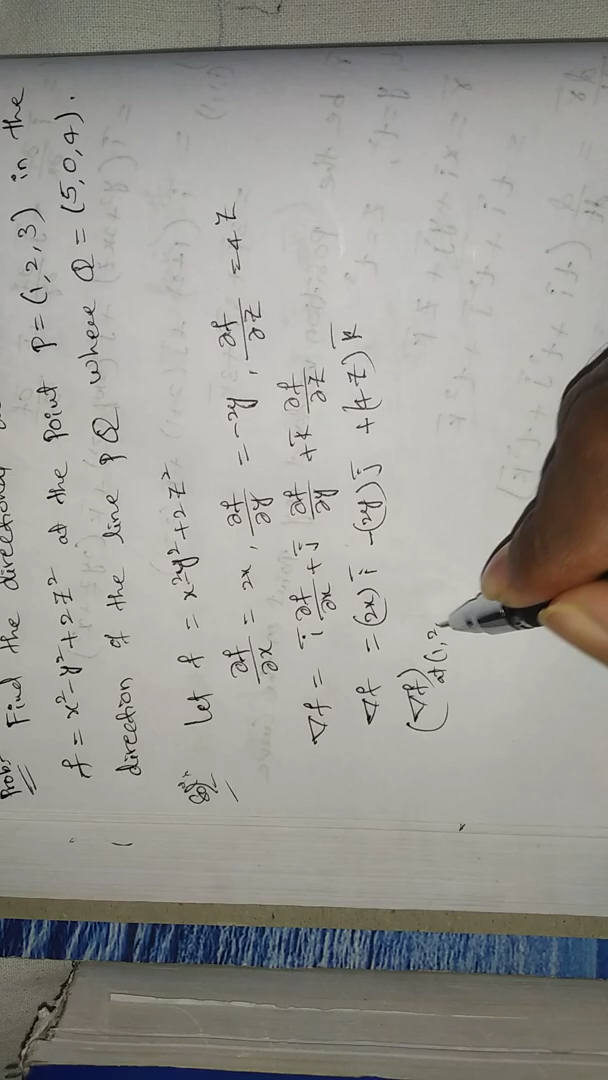 Prob:- Find the directional
f = x²-y²+2z² at the point P=(1,2,3) in the
direction of the line PQ where Q = (5,0,4).
Solⁿ Let f = x²-y²+2z²
∂f/∂x = 2x, ∂f/∂y = -2y, ∂f/∂z = 4z
∇f = i̅ ∂f/∂x + j̅ ∂f/∂y + k̅ ∂f/∂z
∇f = (2x) i̅ - (2y) j̅ + (4z) k̅
(∇f) at (1,2,